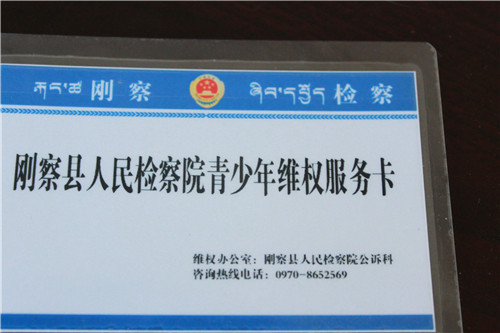 རྐང་ཚ 刚察 ཞིབ་དཔྱོད 检察
刚察县人民检察院青少年维权服务卡
维权办公室：刚察县人民检察院公诉科
咨询热线电话：0970-8652569